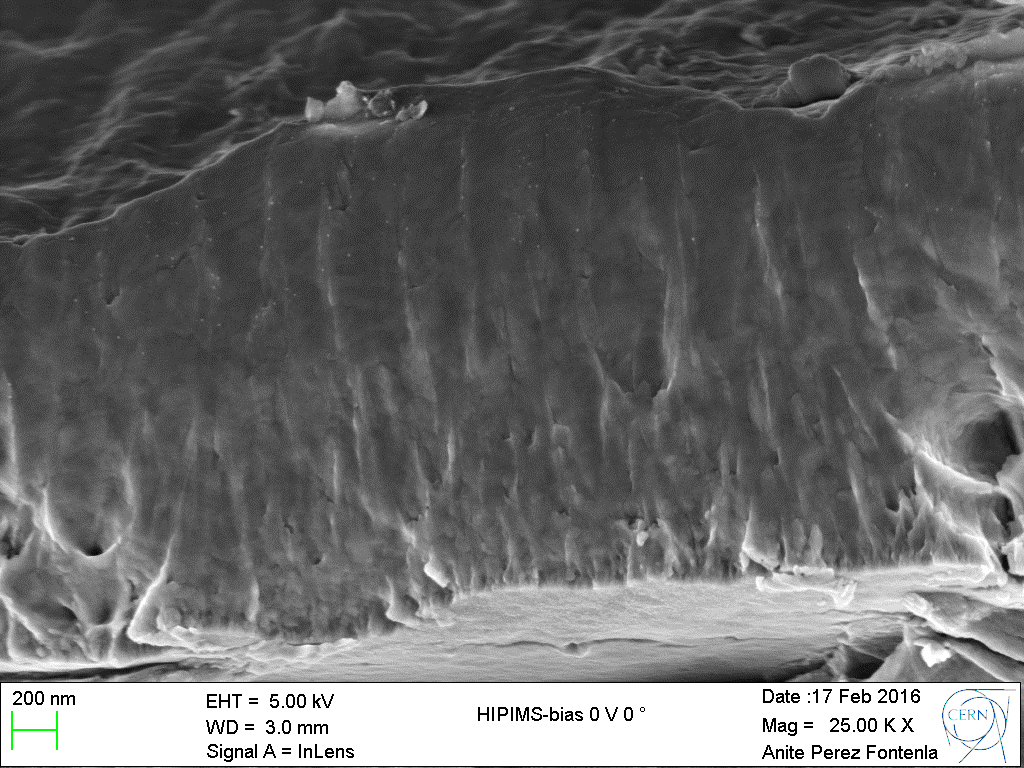 200 nm
EHT = 5.00 kV
WD = 3.0 mm
Signal A = InLens
HIPIMS-bias 0 V 0 °
Date :17 Feb 2016
Mag = 25.00 K X
Anite Perez Fontenla
CERN